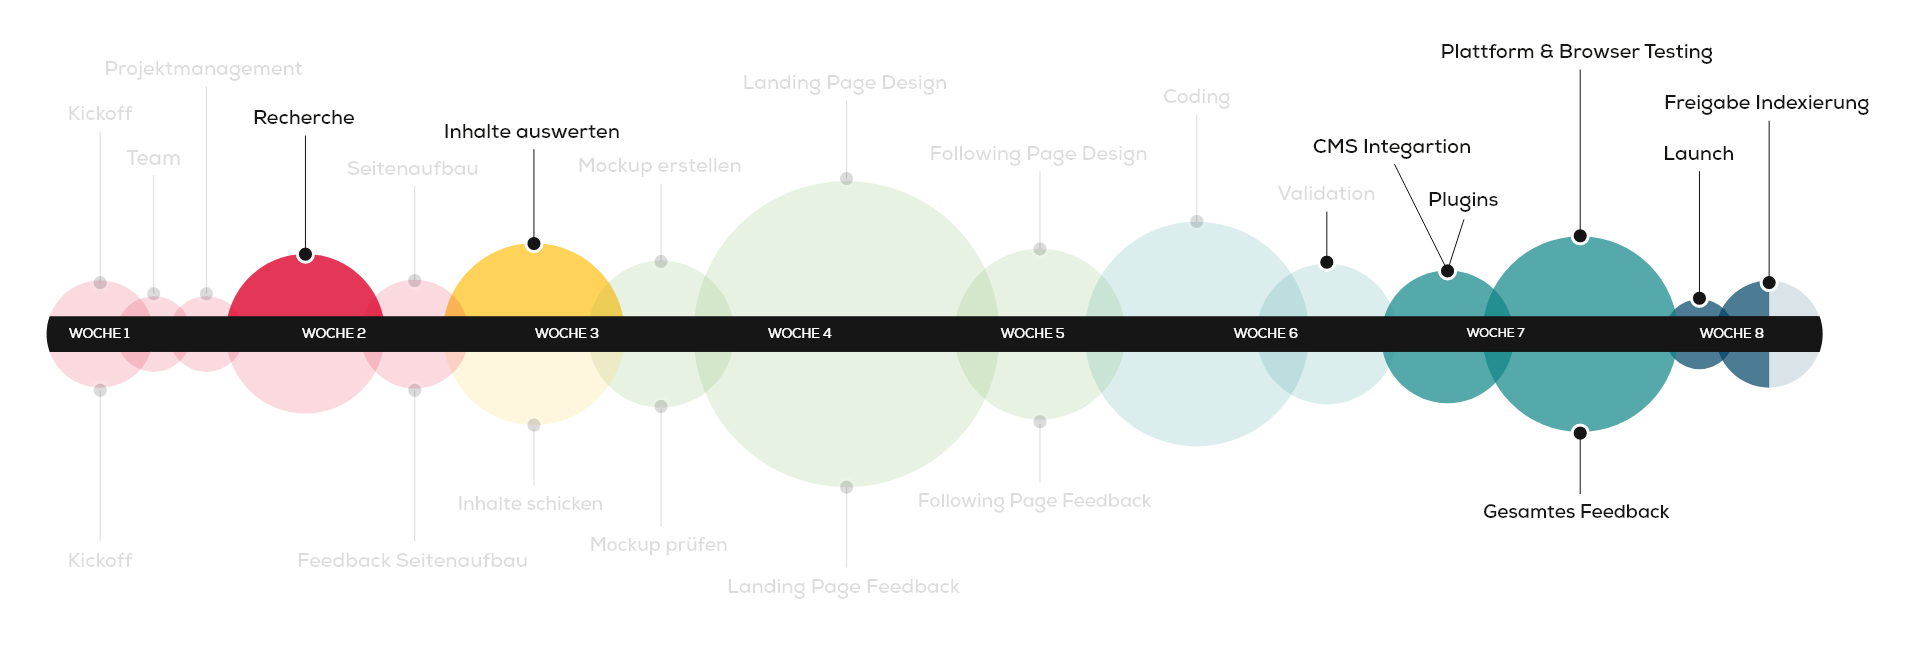 Projektmanagement
Kickoff
Team
Recherche
Seitenaufbau
Inhalte auswerten
Mockup erstellen
Landing Page Design
Following Page Design
Coding
Validation
CMS Integartion
Plugins
Plattform & Browser Testing
Freigabe Indexierung
Launch
WOCHE 1
WOCHE 2
WOCHE 3
WOCHE 4
WOCHE 5
WOCHE 6
WOCHE 7
WOCHE 8
Kickoff
Feedback Seitenaufbau
Inhalte schicken
Mockup prüfen
Landing Page Feedback
Following Page Feedback
Gesamtes Feedback